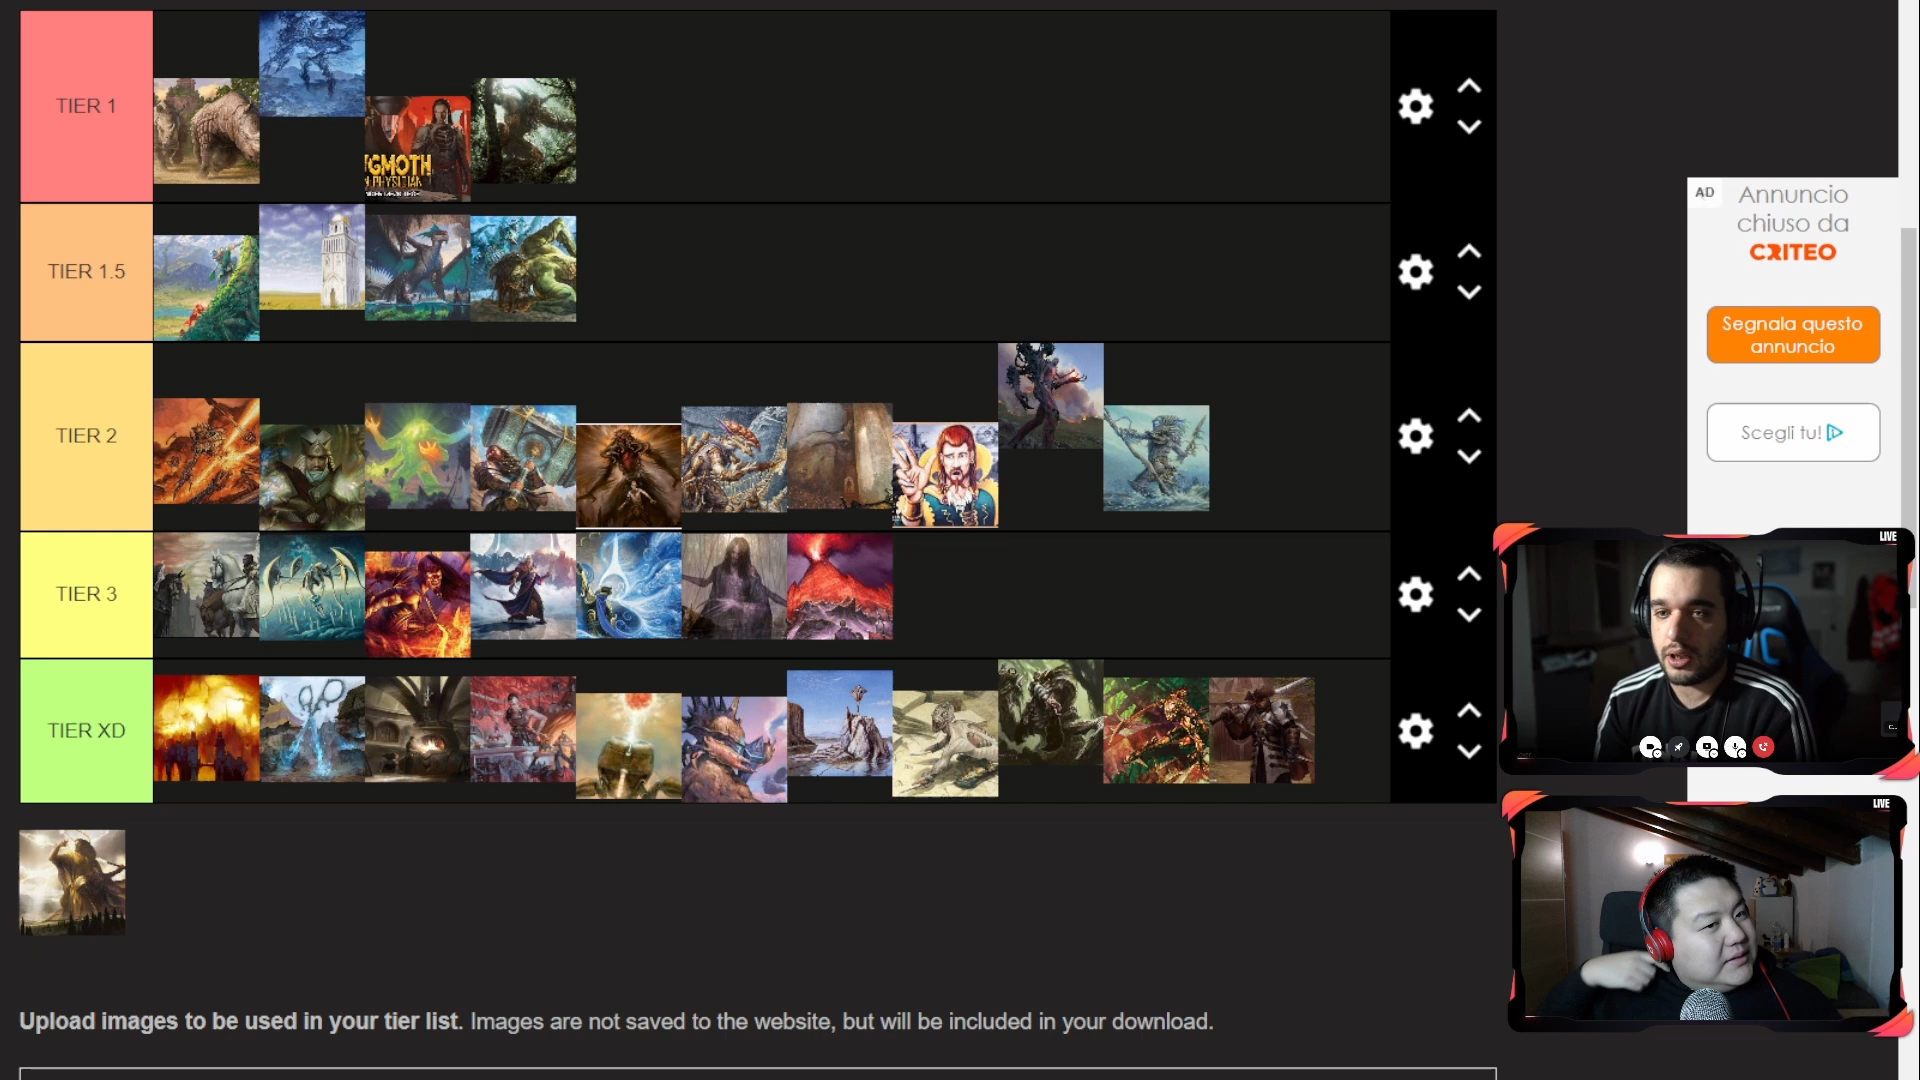 TIER 1
GMOTH
N PHYSICIAN
TIER 1.5
TIER 2
TIER 3
TIER XD
AD
Annuncio
chiuso da
CRITEO
Segnala questo
annuncio
Scegli tu!
LIVE
LIVE
Upload images to be used in your tier list. Images are not saved to the website, but will be included in your download.